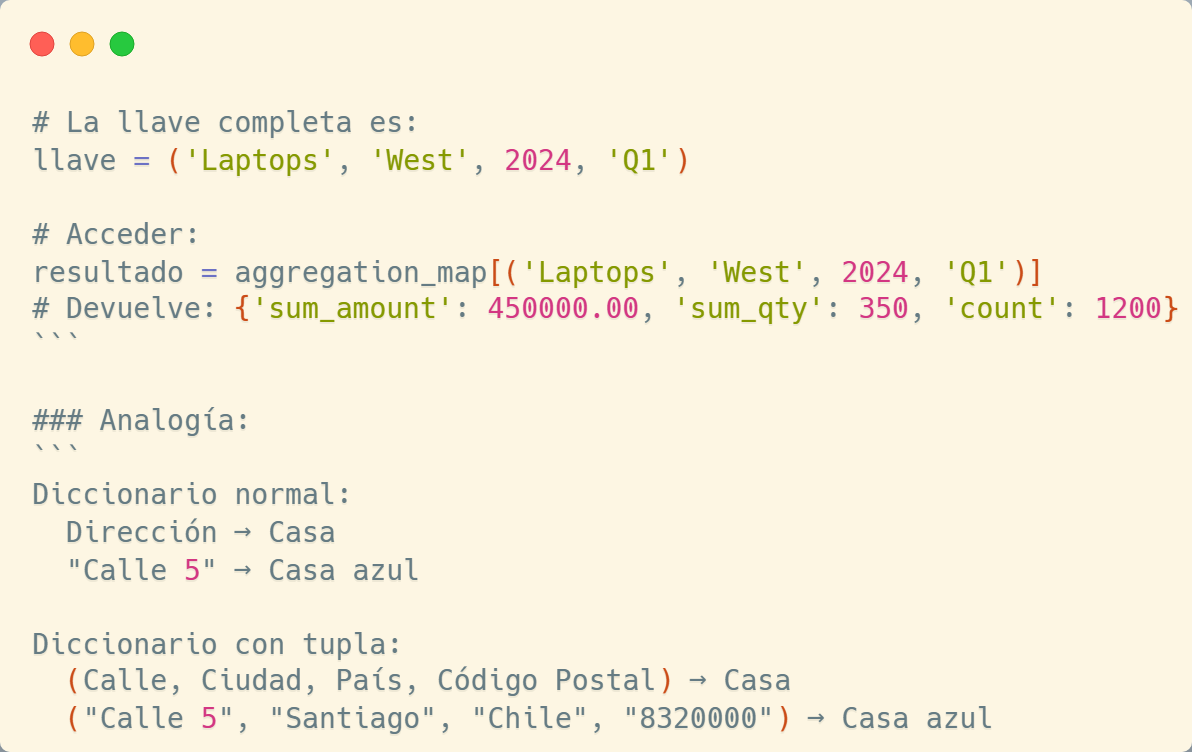 # La llave completa es:
llave = ('Laptops', 'West', 2024, 'Q1')
# Acceder:
resultado = aggregation_map[('Laptops', 'West', 2024, 'Q1')]
# Devuelve: {'sum_amount': 450000.00, 'sum_qty': 350, 'count': 1200}
```
### Analogía:
```
Diccionario normal:
  Dirección → Casa
  "Calle 5" → Casa azul
Diccionario con tupla:
  (Calle, Ciudad, País, Código Postal) → Casa
  ("Calle 5", "Santiago", "Chile", "8320000") → Casa azul